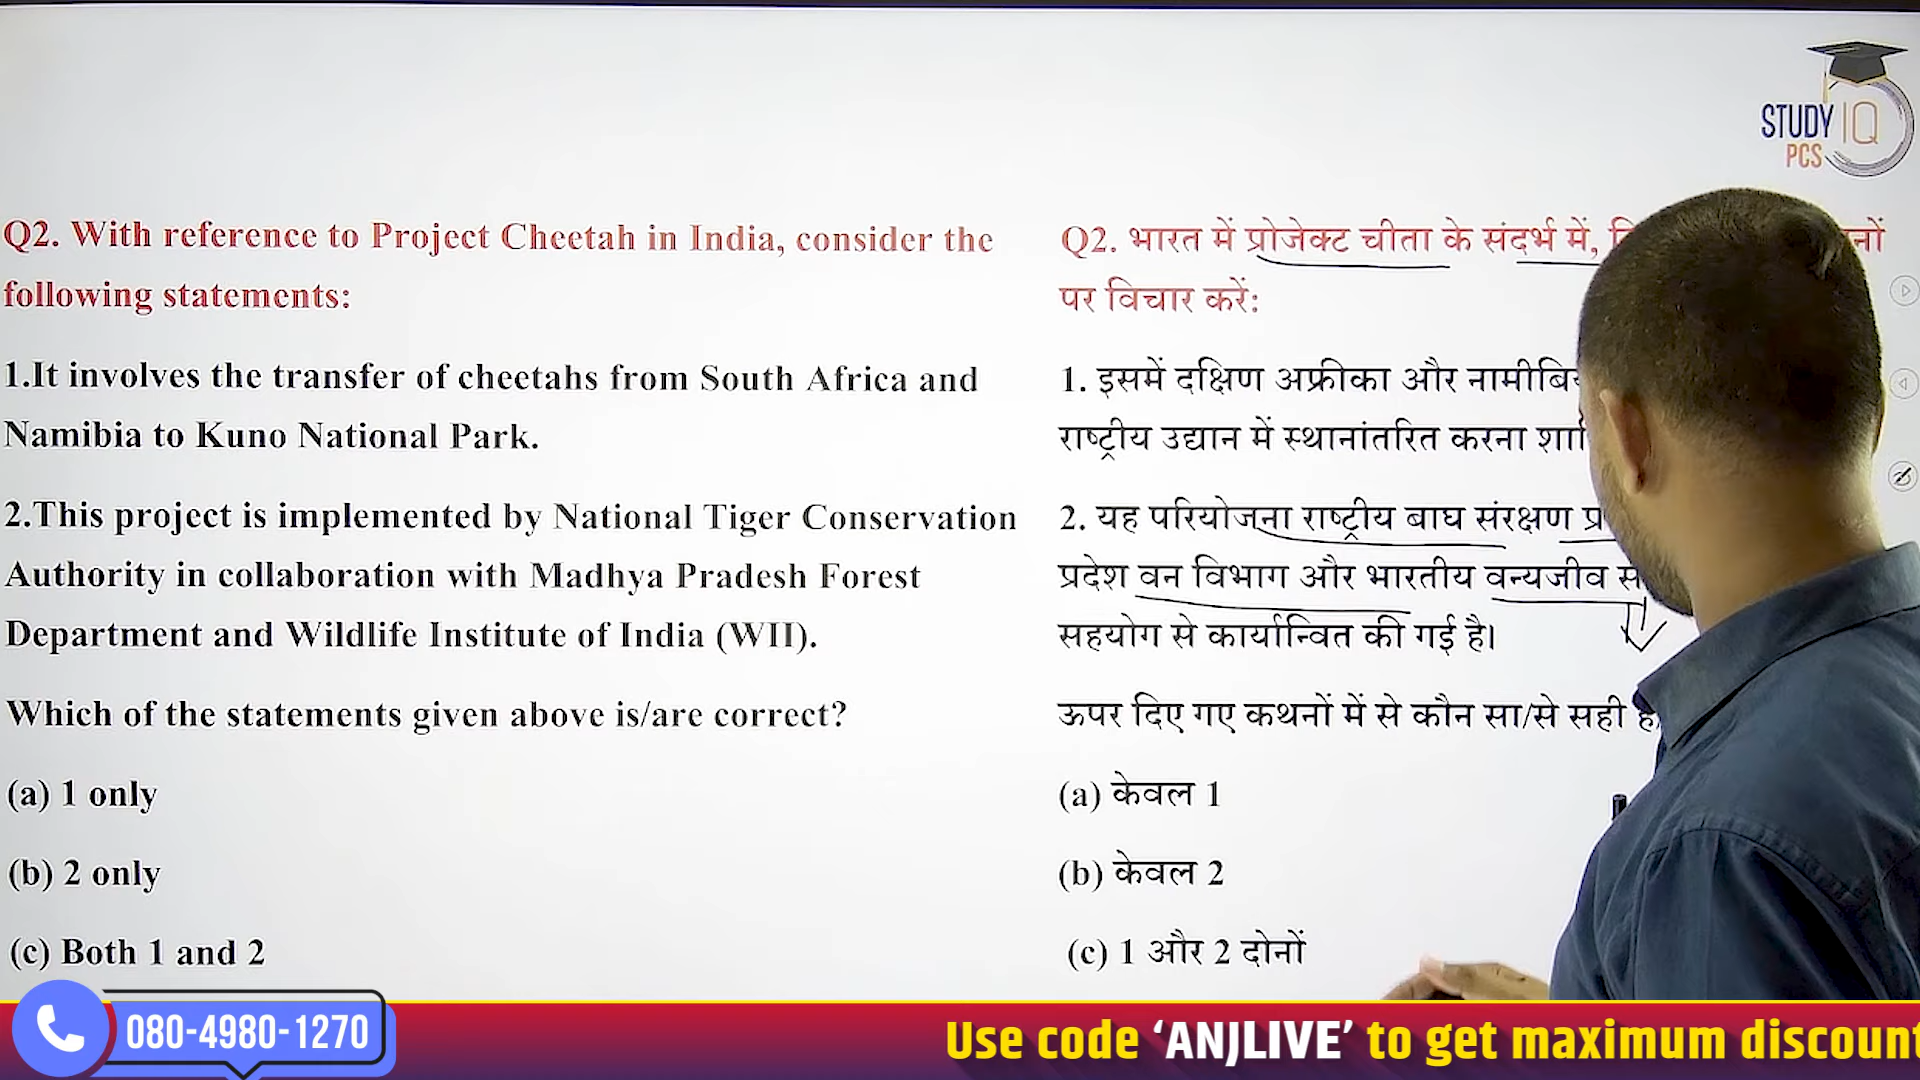 STUDY IQ
PCS
Q2. With reference to Project Cheetah in India, consider the
following statements:
1.It involves the transfer of cheetahs from South Africa and
Namibia to Kuno National Park.
2.This project is implemented by National Tiger Conservation
Authority in collaboration with Madhya Pradesh Forest
Department and Wildlife Institute of India (WII).
Which of the statements given above is/are correct?
(a) 1 only
(b) 2 only
(c) Both 1 and 2
Q2. भारत में प्रोजेक्ट चीता के संदर्भ में,
पर विचार करें:
1. इसमें दक्षिण अफ्रीका और
राष्ट्रीय उद्यान में स्थानांतरित करना
2. यह परियोजना राष्ट्रीय बाघ संरक्षण
प्रदेश वन विभाग और भारतीय वन्यजीव
सहयोग से कार्यान्वित की गई है।
ऊपर दिए गए कथनों में से कौन सा/से सही
(a) केवल 1
(b) केवल 2
(c) 1 और 2 दोनों
080-4980-1270
Use code ‘ANJLIVE’ to get maximum discount